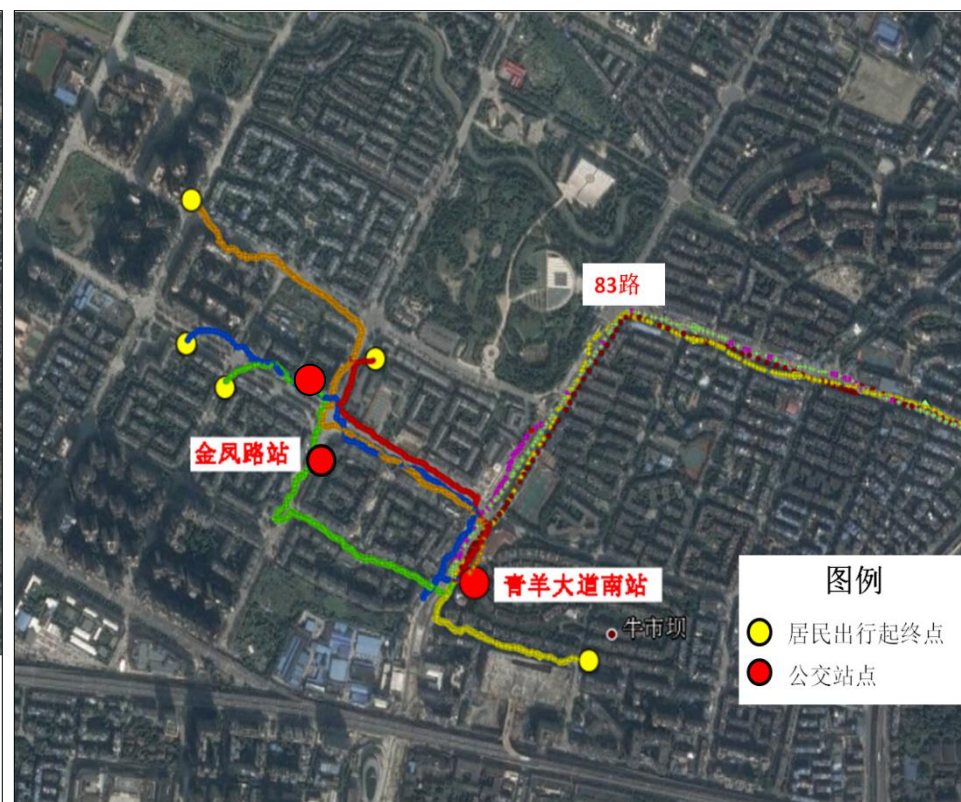 83路
金凤路站
青羊大道南站
牛市坝
图例
居民出行起终点
公交站点